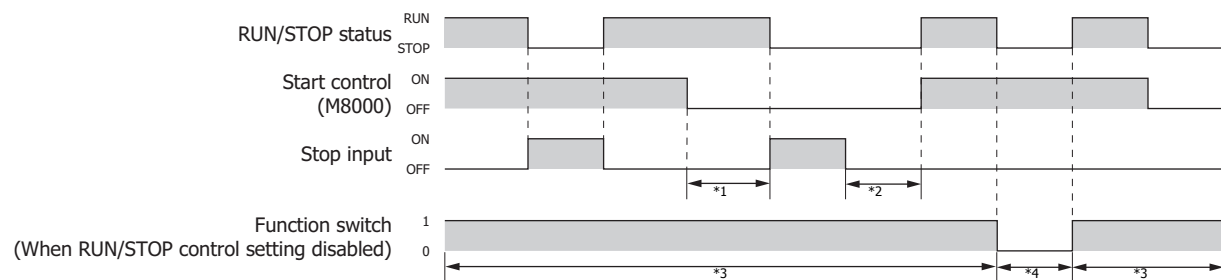 RUN/STOP status
RUN
STOP
Start control
(M8000)
ON
OFF
Stop input
ON
OFF
*1
*2
Function switch
(When RUN/STOP control setting disabled)
1
0
*3
*4
*3